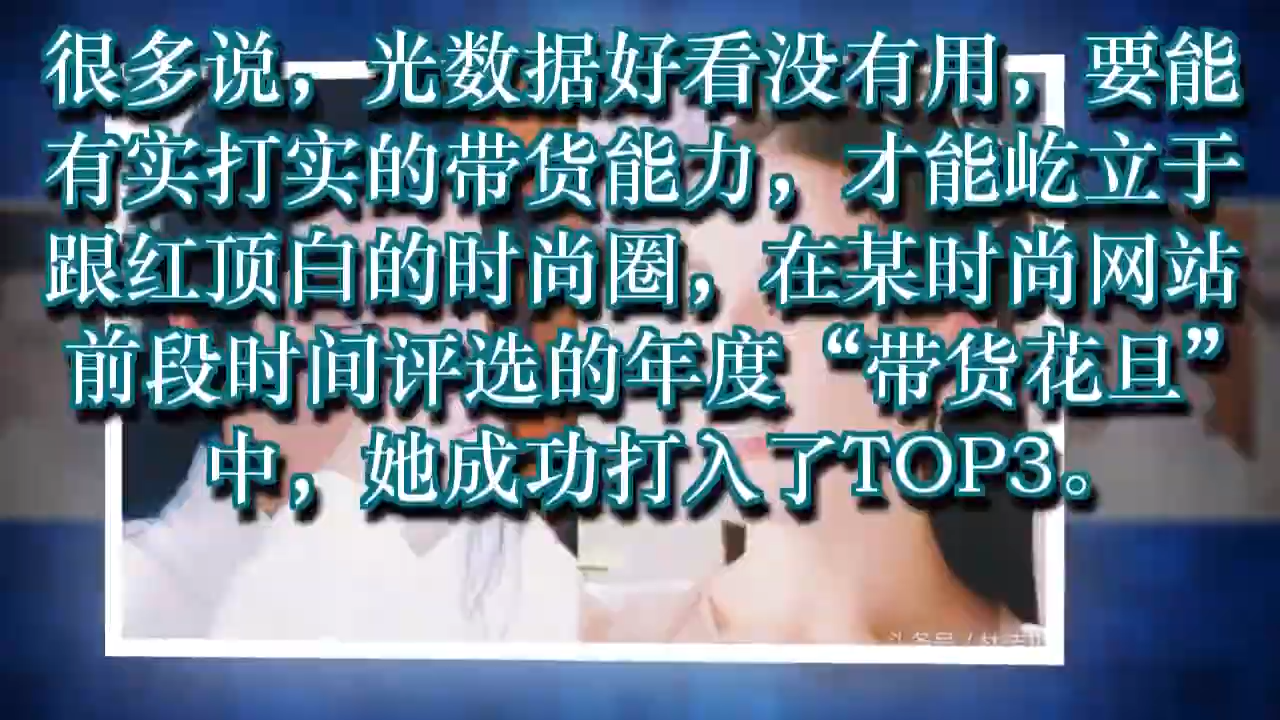 很多说，光数据好看没有用，要能
有实打实的带货能力，才能屹立于
跟红顶白的时尚圈，在某时尚网站
前段时间评选的年度“带货花旦”
中，她成功打入了TOP3。